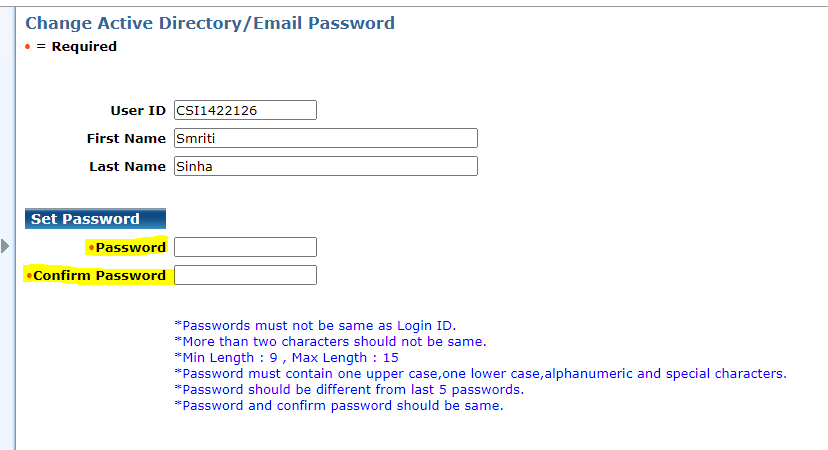 Change Active Directory/Email Password
• = Required
User ID CSI1422126
First Name Smriti
Last Name Sinha
Set Password
•Password
•Confirm Password
*Passwords must not be same as Login ID.
*More than two characters should not be same.
*Min Length : 9 , Max Length : 15
*Password must contain one upper case,one lower case,alphanumeric and special characters.
*Password should be different from last 5 passwords.
*Password and confirm password should be same.